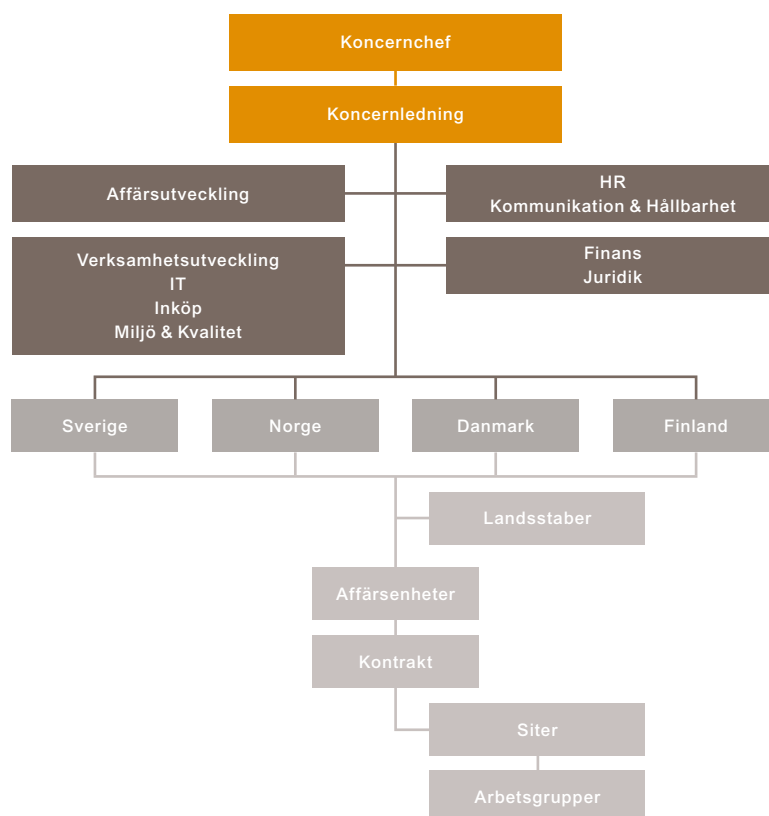 Koncernchef
Koncernledning
Affärsutveckling
HR
Kommunikation & Hållbarhet
Verksamhetsutveckling
IT
Inköp
Miljö & Kvalitet
Finans
Juridik
Sverige
Norge
Danmark
Finland
Landsstaber
Affärsenheter
Kontrakt
Siter
Arbetsgrupper